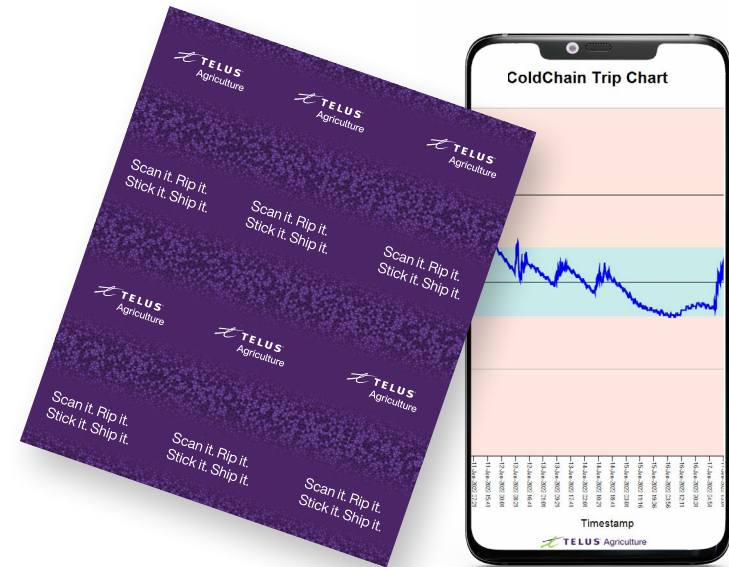 TELUS
Agriculture
TELUS
Agriculture
TELUS
Agriculture
Scan it. Rip it.
Stick it. Ship it.
Scan it. Rip it.
Stick it. Ship it.
Scan it. Rip it.
Stick it. Ship it.
TELUS
Agriculture
TELUS
Agriculture
TELUS
Agriculture
Scan it. Rip it.
Stick it. Ship it.
Scan it. Rip it.
Stick it. Ship it.
Scan it. Rip it.
Stick it. Ship it.
ColdChain Trip Chart
Timestamp
TELUS Agriculture